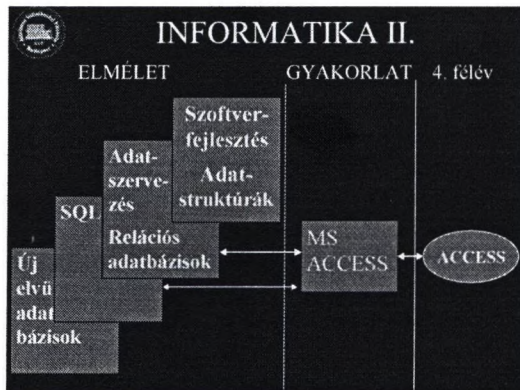 INFORMATIKA II.
ELMÉLET
GYAKORLAT
4. félév
Szoftver-
fejlesztés
Adat-
struktúrák
Adat-
szerve-
zés
Relációs
adatbázisok
SQL
Új
elvű
adat
bázisok
MS
ACCESS
ACCESS